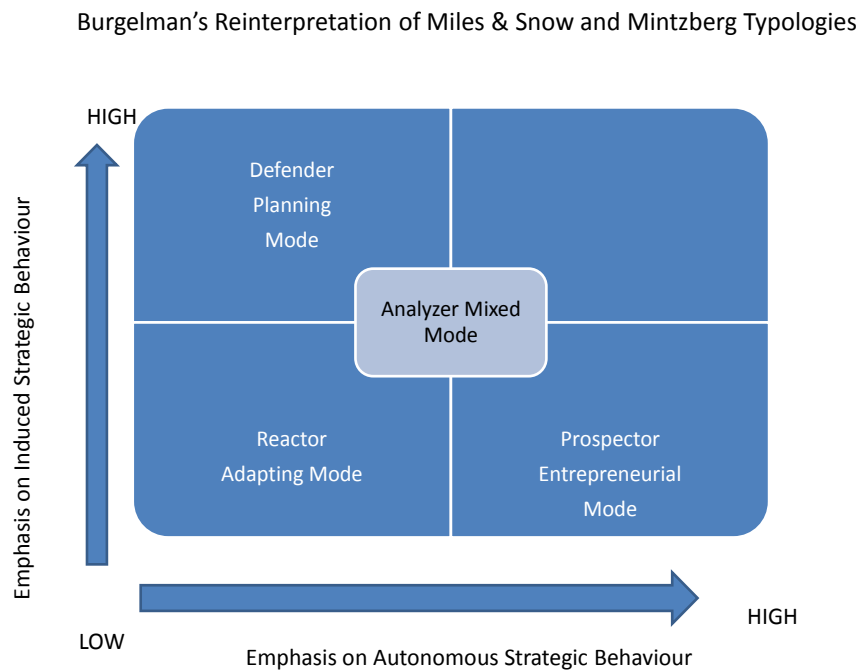 Burgelman’s Reinterpretation of Miles & Snow and Mintzberg Typologies
HIGH
Emphasis on Induced Strategic Behaviour
Defender
Planning
Mode
Analyzer Mixed
Mode
Reactor
Adapting Mode
Prospector
Entrepreneurial
Mode
LOW
HIGH
Emphasis on Autonomous Strategic Behaviour